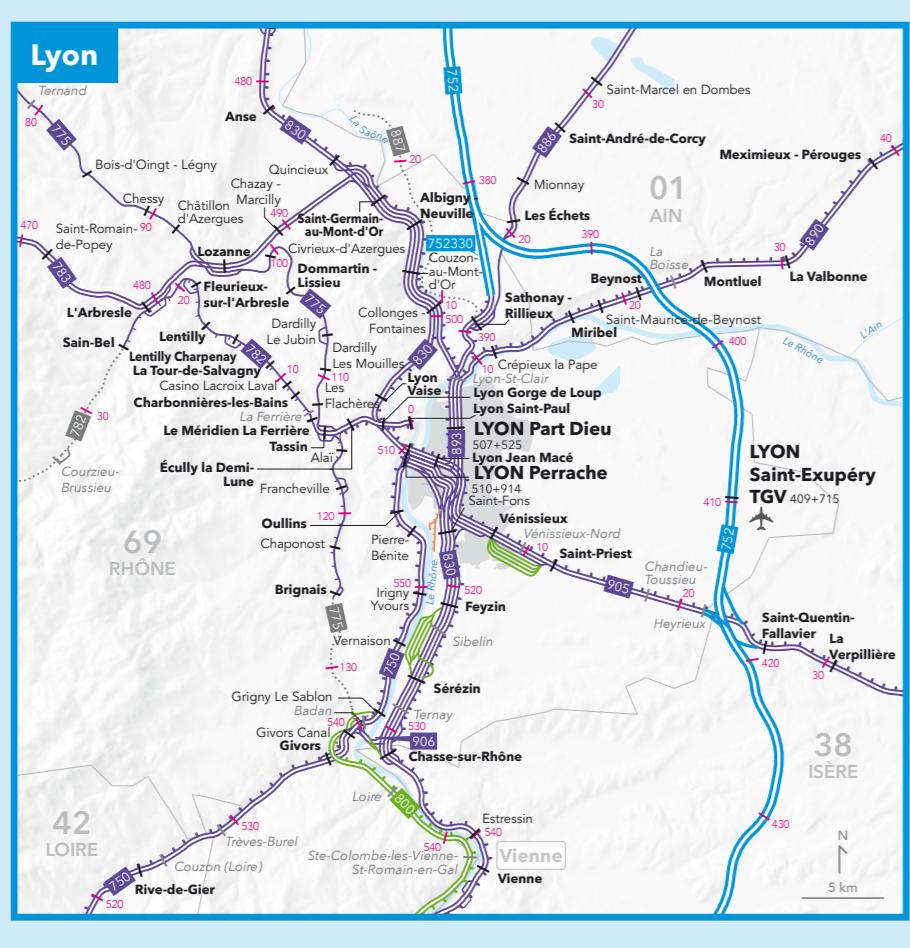 Lyon
Ternand
80
775
480
Anse
830
La Saône
887
20
752
Saint-Marcel en Dombes
30
886
Saint-André-de-Corcy
40
Meximieux - Pérouges
Bois-d'Oingt - Légny
Quincieux
Chessy
90
Châtillon
d'Azergues
Chazay -
Marcilly
490
Saint-Germain-
au-Mont-d'Or
Albigny
Neuville
380
Mionnay
Les Échets
20
01
AIN
890
30
470
Saint-Romain-
de-Popey
783
Lozanne
Civrieux-d'Azergues
100
752330
Couzon-
au-Mont-
d'Or
390
La
Boisse
Beynost
Montluel
La Valbonne
480
20
Fleurieux-
sur-l'Arbresle
Dommartin -
Lissieu
775
10
500
Sathonay -
Rillieux
20
L'Arbresle
Collonges -
Fontaines
390
Miribel
Saint-Maurice-de-Beynost
400
Le Rhône
L'Ain
Sain-Bel
Lentilly
782
Dardilly
Le Jubin
Dardilly
Les Mouilles
830
10
Crépieux la Pape
Lyon-St-Clair
Lentilly Charpenay
La Tour-de-Salvagny
10
Casino Lacroix Laval
110
Les
Flachères
Lyon
Vaise
0
Lyon Gorge de Loup
Lyon Saint-Paul
Charbonnières-les-Bains
La Ferrière
Le Méridien La Ferrière
Tassin
30
782
Courzieu-
Brussieu
Alaï
Écully la Demi-
Lune
510
893
LYON Part Dieu
507+525
Lyon Jean Macé
LYON Perrache
510+914
Saint-Fons
LYON
Saint-Exupéry
TGV 409+715
410
752
Francheville
120
Oullins
Chaponost
Pierre-
Bénite
Vénissieux
Vénissieux-Nord
10
Saint-Priest
69
RHÔNE
Brignais
550
Irigny
Yvours
Le Rhône
830
520
Feyzin
905
Chandieu-
Toussieu
20
Heyrieux
Saint-Quentin-
Fallavier
La
Verpillière
420
30
775
Vernaison
750
Sibelin
130
Sérézin
Grigny Le Sablon
Badan
540
Ternay
530
906
Givors Canal
Givors
Chasse-sur-Rhône
38
ISÈRE
Loire
800
42
LOIRE
530
Trèves-Burel
Couzon (Loire)
750
520
Rive-de-Gier
Estressin
540
540
Ste-Colombe-les-Vienne-
St-Romain-en-Gal
Vienne
Vienne
430
N
5 km